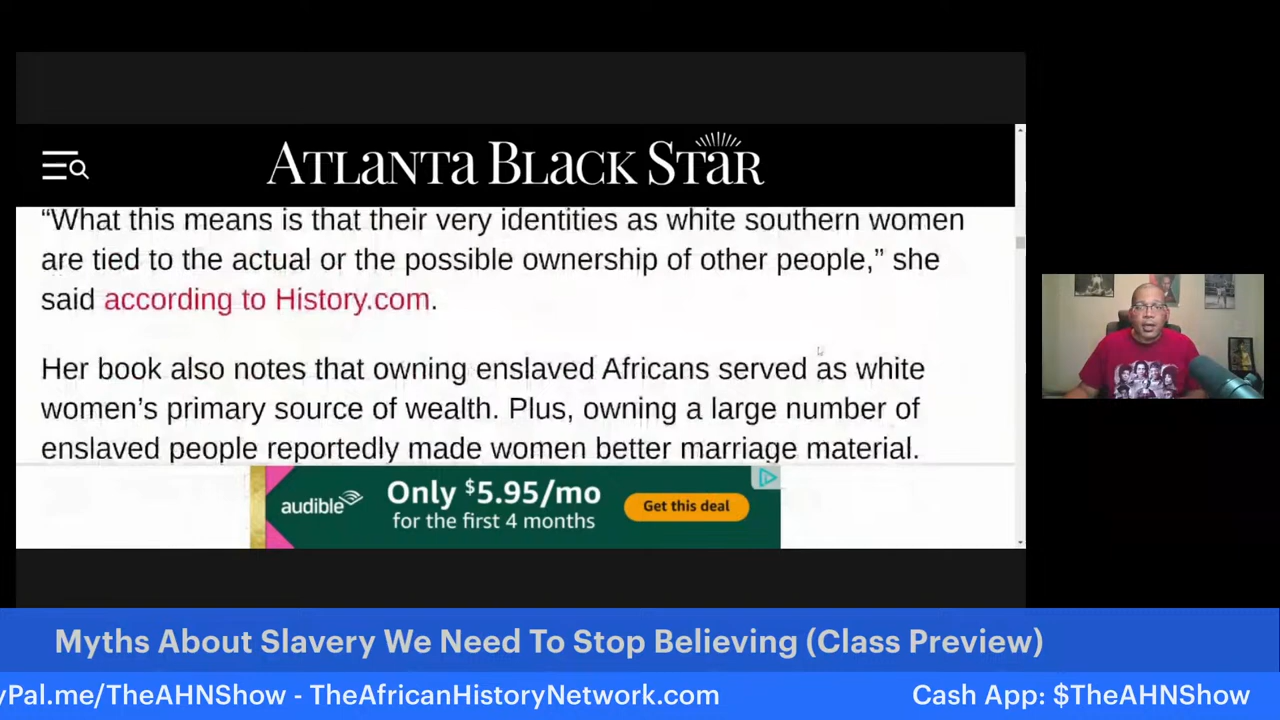 ATLANTA BLACK STAR
“What this means is that their very identities as white southern women
are tied to the actual or the possible ownership of other people,” she
said according to History.com.
Her book also notes that owning enslaved Africans served as white
women’s primary source of wealth. Plus, owning a large number of
enslaved people reportedly made women better marriage material.
audible
Only $5.95/mo
for the first 4 months
Get this deal
Myths About Slavery We Need To Stop Believing (Class Preview)
yPal.me/TheAHNShow - TheAfricanHistoryNetwork.com
Cash App: $TheAHNShow